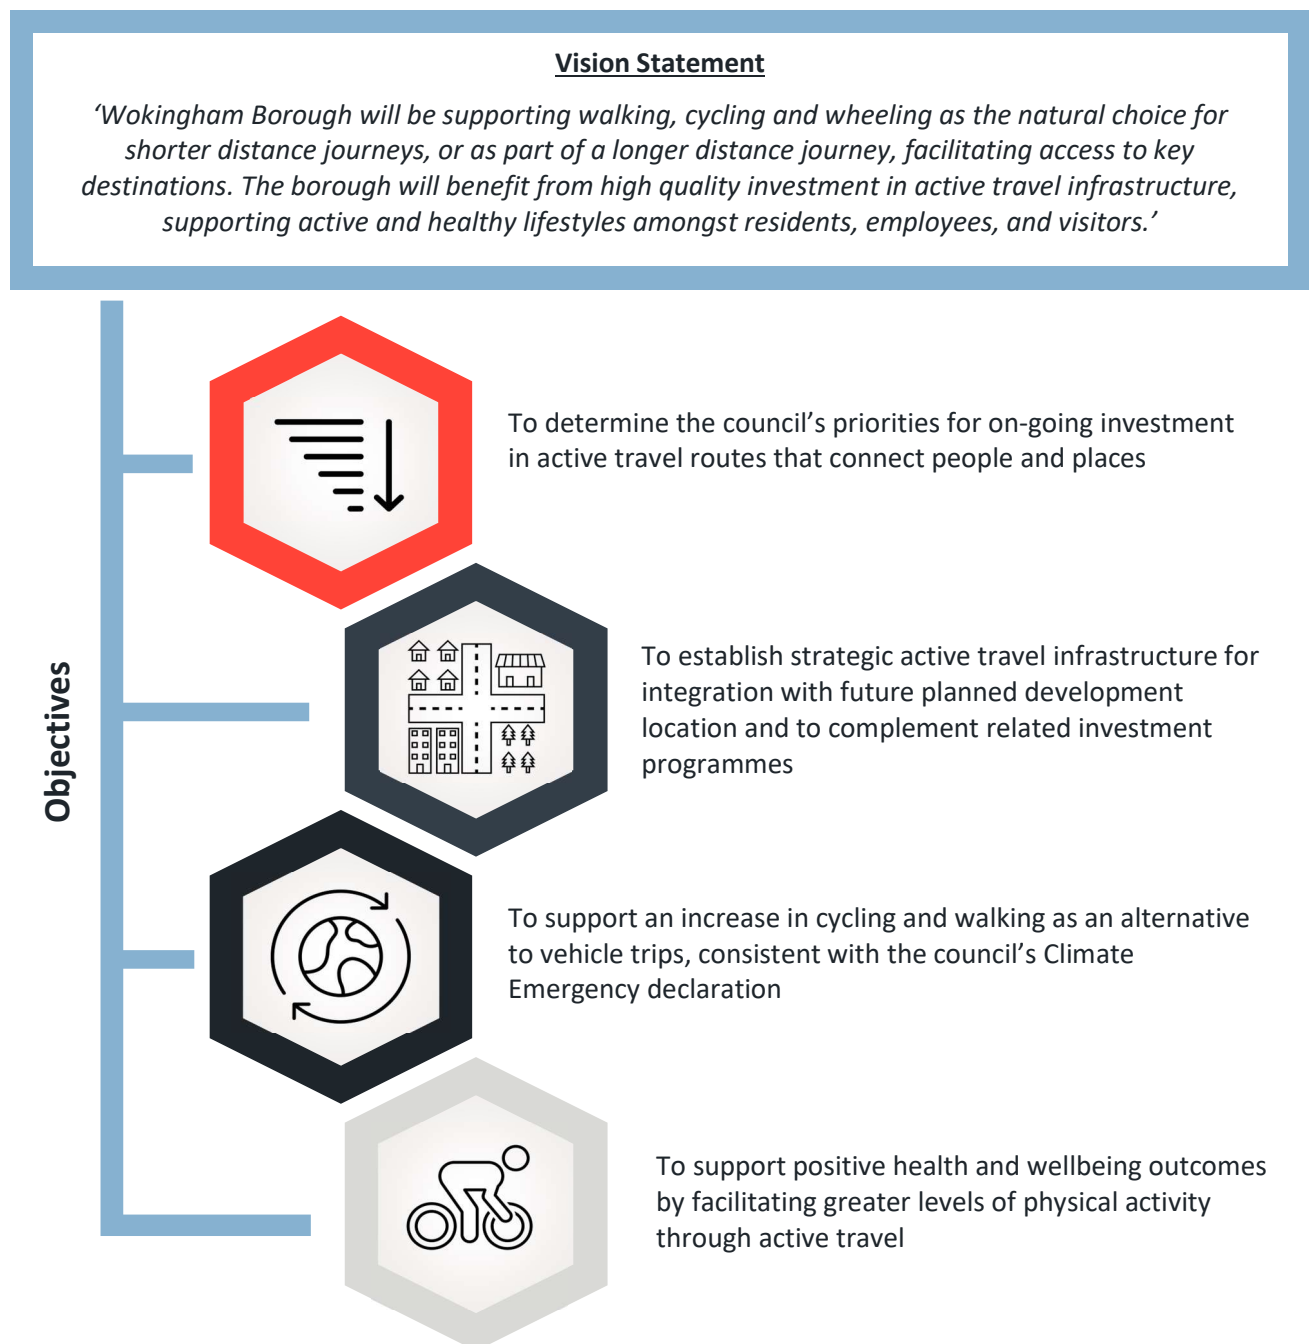 Vision Statement
‘Wokingham Borough will be supporting walking, cycling and wheeling as the natural choice for
shorter distance journeys, or as part of a longer distance journey, facilitating access to key
destinations. The borough will benefit from high quality investment in active travel infrastructure,
supporting active and healthy lifestyles amongst residents, employees, and visitors.’
Objectives
To determine the council’s priorities for on-going investment
in active travel routes that connect people and places
To establish strategic active travel infrastructure for
integration with future planned development
location and to complement related investment
programmes
To support an increase in cycling and walking as an alternative
to vehicle trips, consistent with the council’s Climate
Emergency declaration
To support positive health and wellbeing outcomes
by facilitating greater levels of physical activity
through active travel